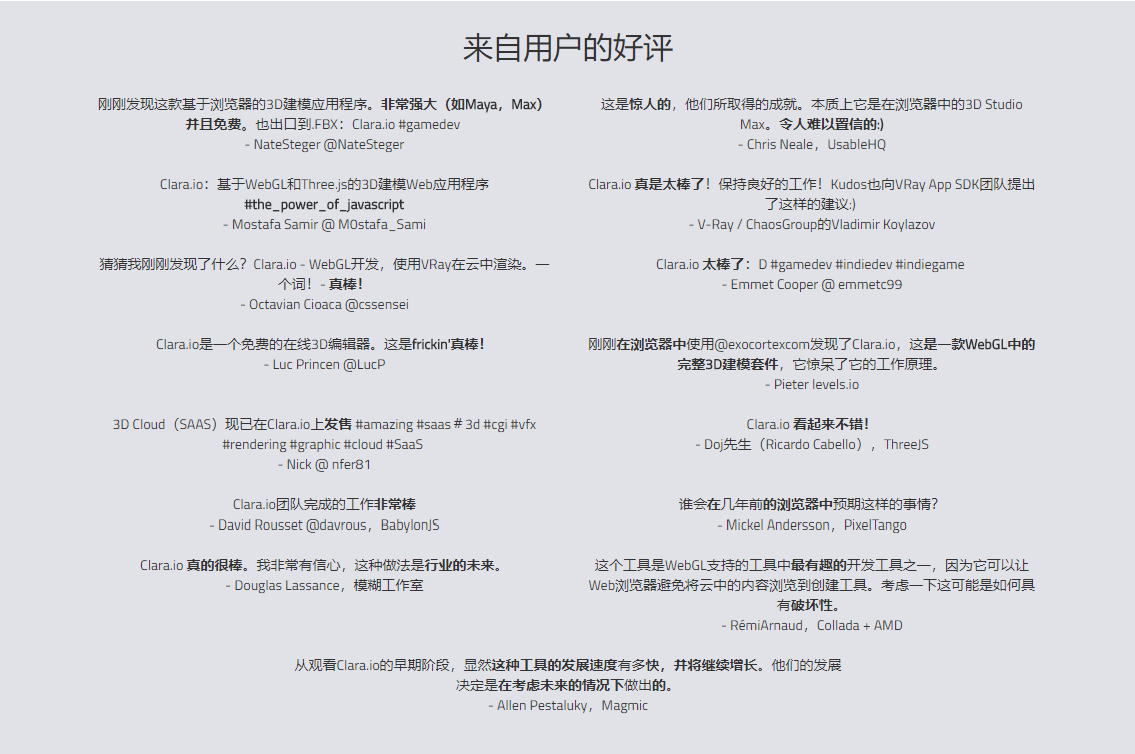 来自用户的好评
刚刚发现这款基于浏览器的3D建模应用程序。非常强大（如Maya，Max）
并且免费。也出口到.FBX：Clara.io #gamedev
- NateSteger @NateSteger
这是惊人的，他们所取得的成就。本质上它是在浏览器中的3D Studio
Max。令人难以置信的:)
- Chris Neale，UsableHQ
Clara.io：基于WebGL和Three.js的3D建模Web应用程序
#the_power_of_javascript
- Mostafa Samir @ M0stafa_Sami
Clara.io 真是太棒了！保持良好的工作！Kudos也向VRay App SDK团队提出
了这样的建议:)
- V-Ray / ChaosGroup的Vladimir Koylazov
猜猜我刚刚发现了什么？Clara.io - WebGL开发，使用VRay在云中渲染。一
个词！- 真棒！
- Octavian Cioaca @cssensei
Clara.io 太棒了：D #gamedev #indiedev #indiegame
- Emmet Cooper @ emmetc99
Clara.io是一个免费的在线3D编辑器。这是frickin'真棒！
- Luc Princen @LucP
刚刚在浏览器中使用@exocortexcom发现了Clara.io，这是一款WebGL中的
完整3D建模套件，它惊呆了它的工作原理。
- Pieter levels.io
3D Cloud（SAAS）现已在Clara.io上发售 #amazing #saas＃3d #cgi #vfx
#rendering #graphic #cloud #SaaS
- Nick @ nfer81
Clara.io 看起来不错！
- Doj先生（Ricardo Cabello），ThreeJS
Clara.io团队完成的工作非常棒
- David Rousset @davrous，BabylonJS
谁会在几年前的浏览器中预期这样的事情？
- Mickel Andersson，PixelTango
Clara.io 真的很棒。我非常有信心，这种做法是行业的未来。
- Douglas Lassance，模糊工作室
这个工具是WebGL支持的工具中最有趣的开发工具之一，因为它可以让
Web浏览器避免将云中的内容浏览到创建工具。考虑一下这可能是如何具
有破坏性。
- RémiArnaud，Collada + AMD
从观看Clara.io的早期阶段，显然这种工具的发展速度有多快，并将继续增长。他们的发展
决定是在考虑未来的情况下做出的。
- Allen Pestaluky，Magmic